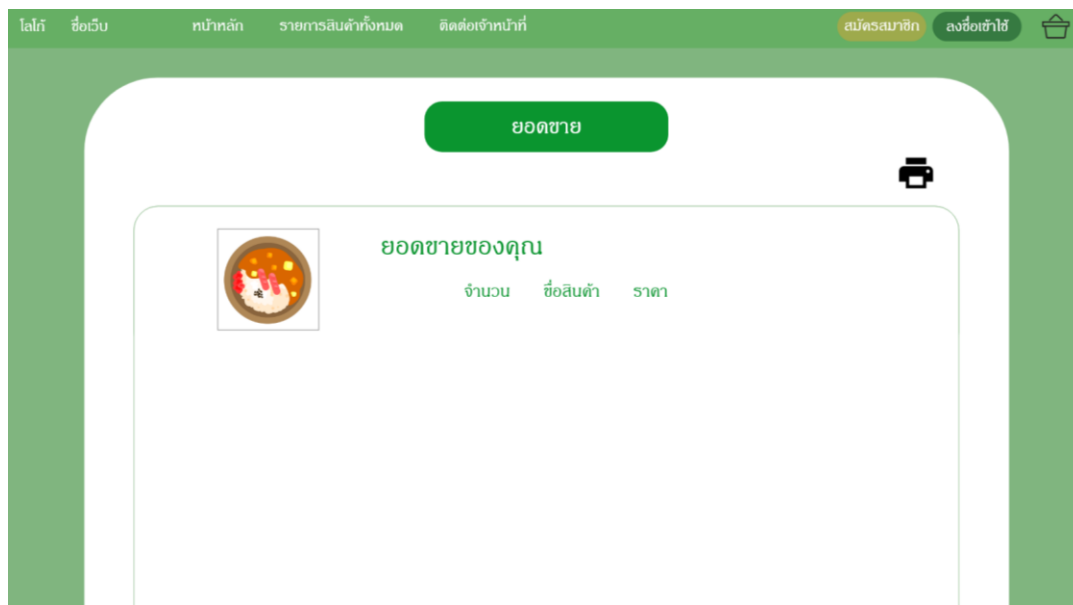 โลโก้ ชื่อเว็บ หน้าหลัก รายการสินค้าทั้งหมด ติดต่อเจ้าหน้าที่ สมัครสมาชิก ลงชื่อเข้าใช้
ยอดขาย
ยอดขายของคุณ
จำนวน ชื่อสินค้า ราคา